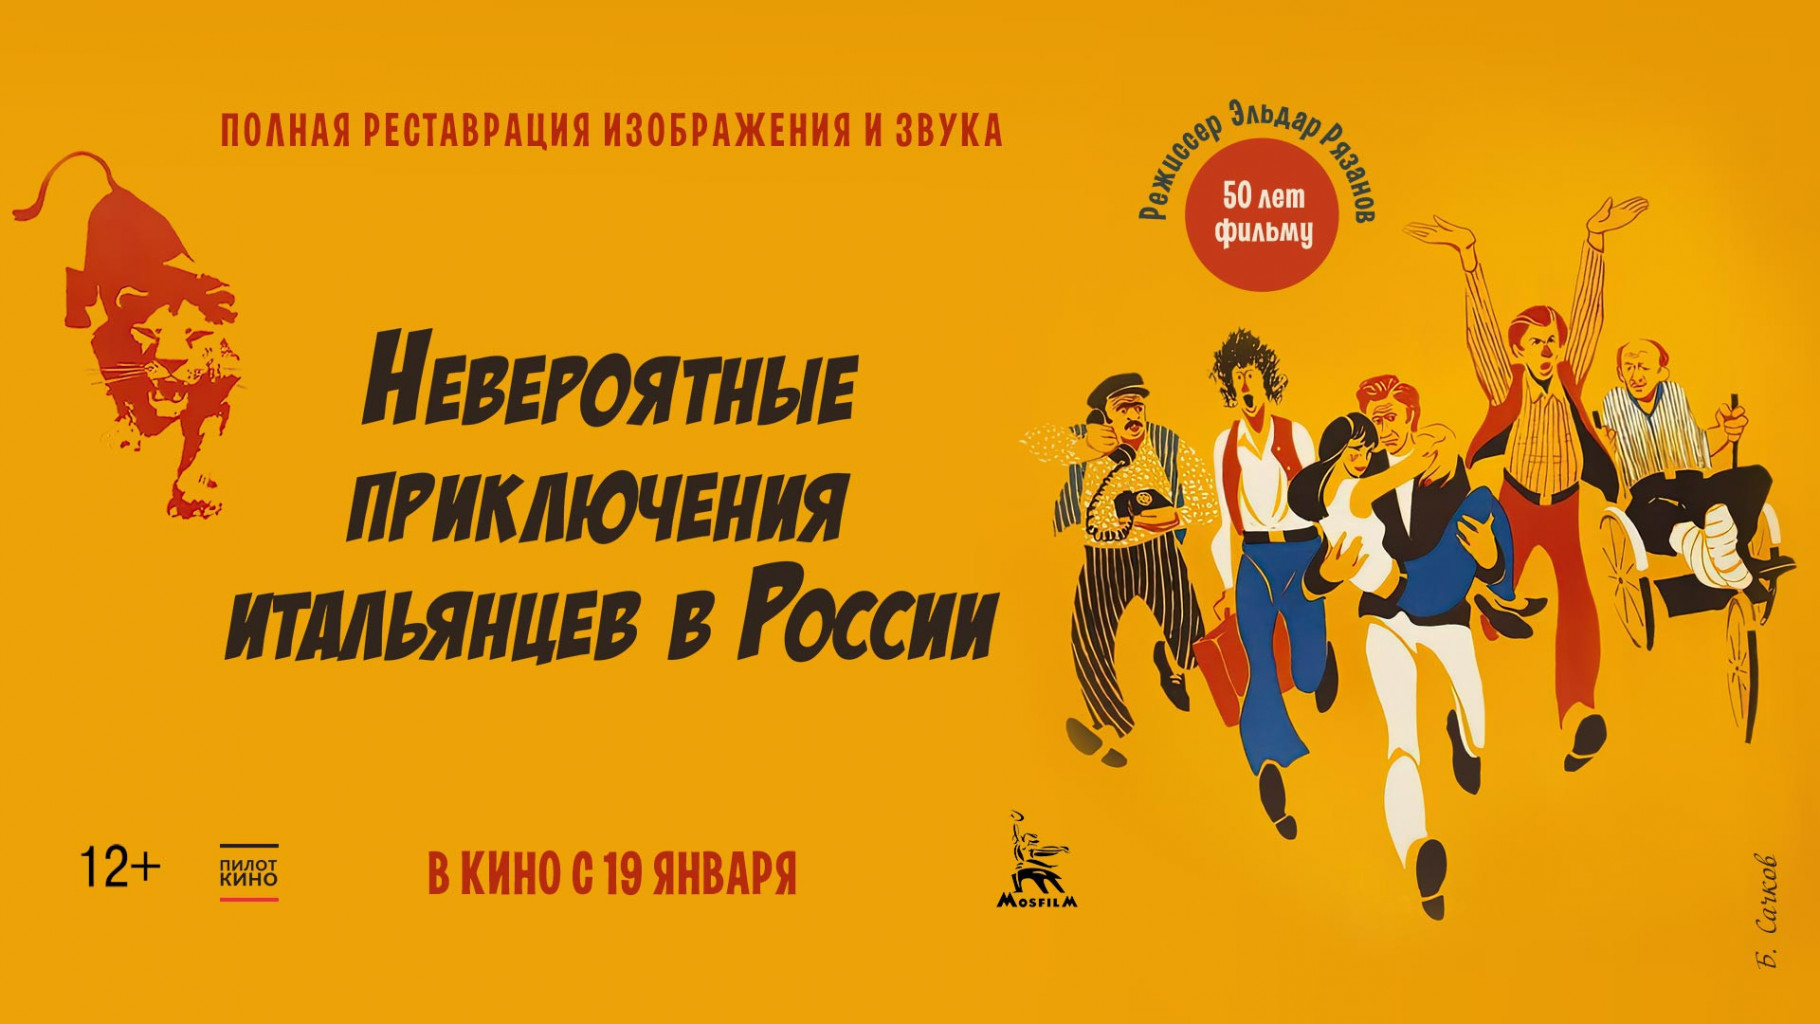 ПОЛНАЯ РЕСТАВРАЦИЯ ИЗОБРАЖЕНИЯ И ЗВУКА
Режиссер Эльдар Рязанов
50 лет
фильму
Невероятные
приключения
итальянцев в России
12+
ПИЛОТ
КИНО
В КИНО С 19 ЯНВАРЯ
MOSFILM
Б. Сачков